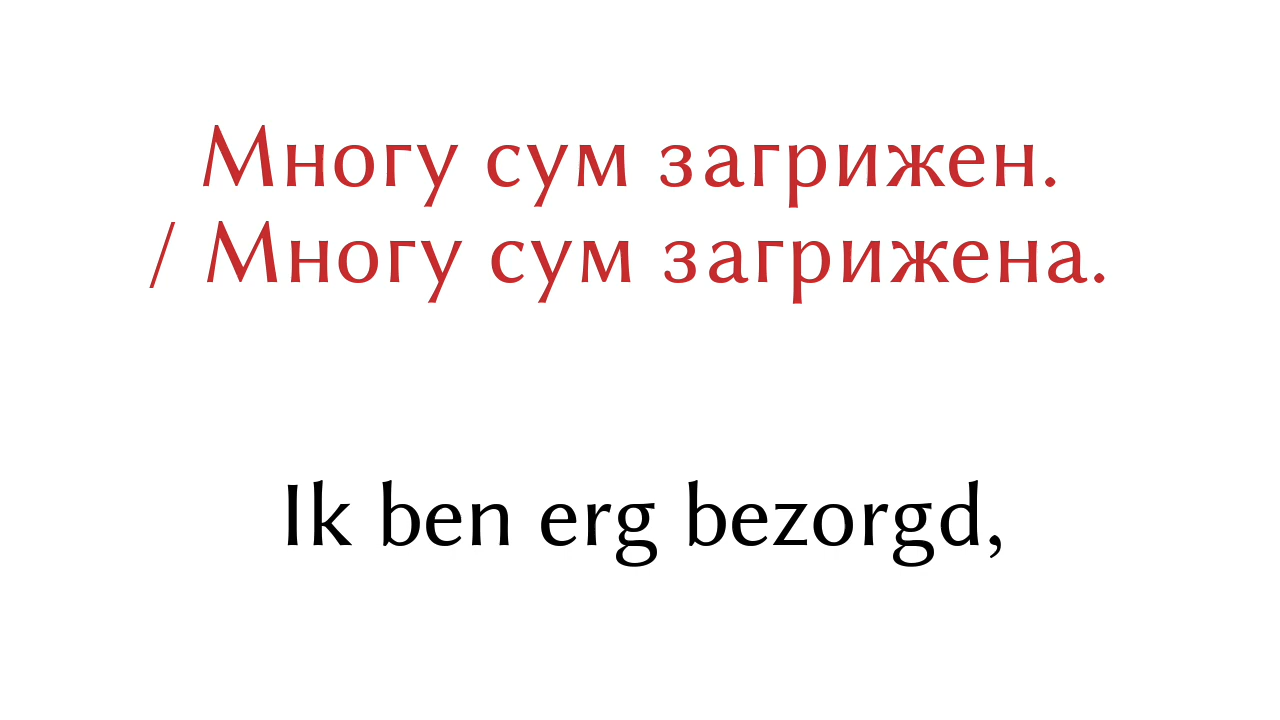 Многу сум загрижен.
/ Многу сум загрижена.
Ik ben erg bezorgd,